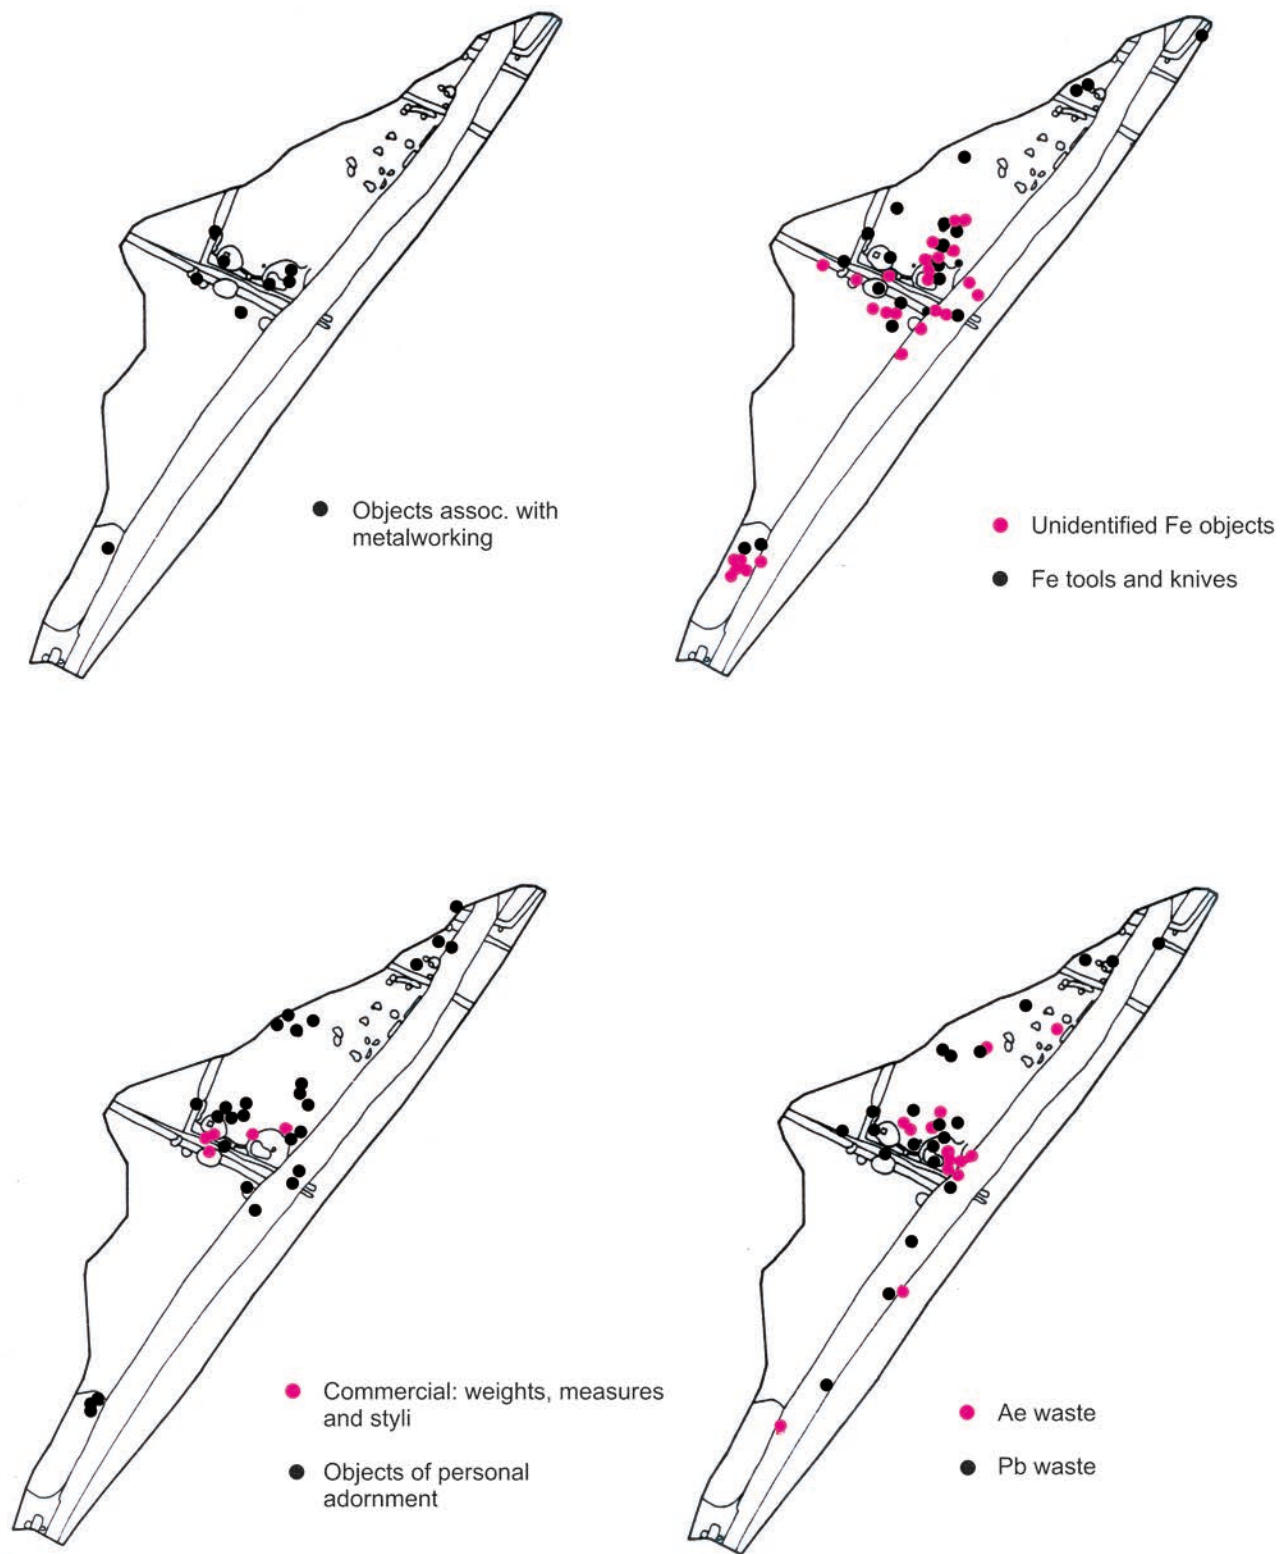 Objects assoc. with
metalworking
Unidentified Fe objects
Fe tools and knives
Commercial: weights, measures
and styli
Objects of personal
adornment
Ae waste
Pb waste